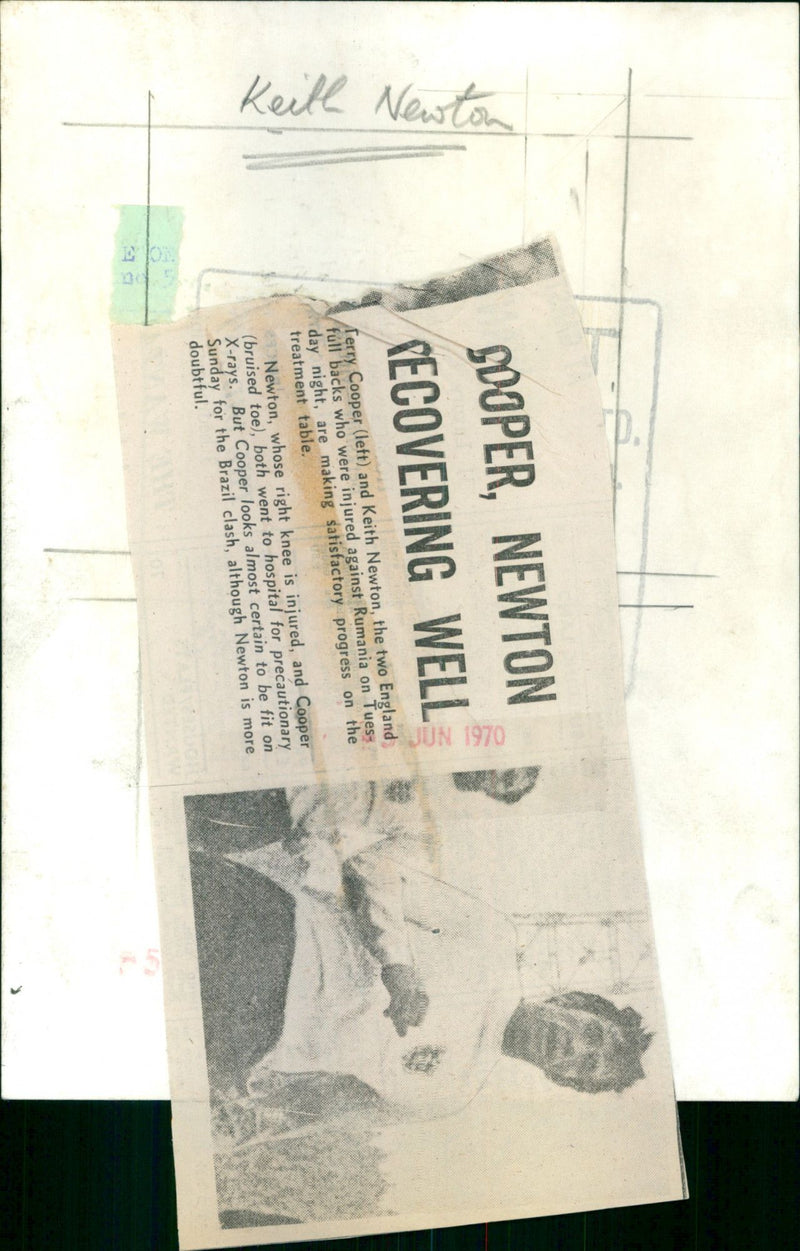 Keith Newton
COOPER, NEWTON
RECOVERING WELL
Terry Cooper (left) and Keith Newton, the two England
full backs who were injured against Rumania on Tues-
day night, are making satisfactory progress on the
treatment table.
Newton, whose right knee is injured, and Cooper
(bruised toe), both went to hospital for precautionary
X-rays. But Cooper looks almost certain to be fit on
Sunday for the Brazil clash, although Newton is more
doubtful.
JUN 1970